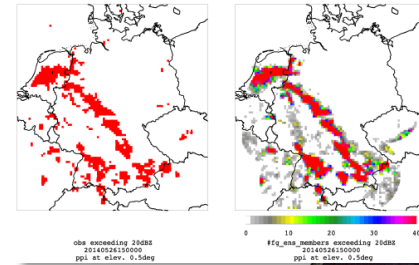 0 10 20 30 40
obs exceeding 20dBZ
20140526150000
ppi at elev. 0.5deg
#fg_ens_members exceeding 20dBZ
20140526150000
ppi at elev. 0.5deg